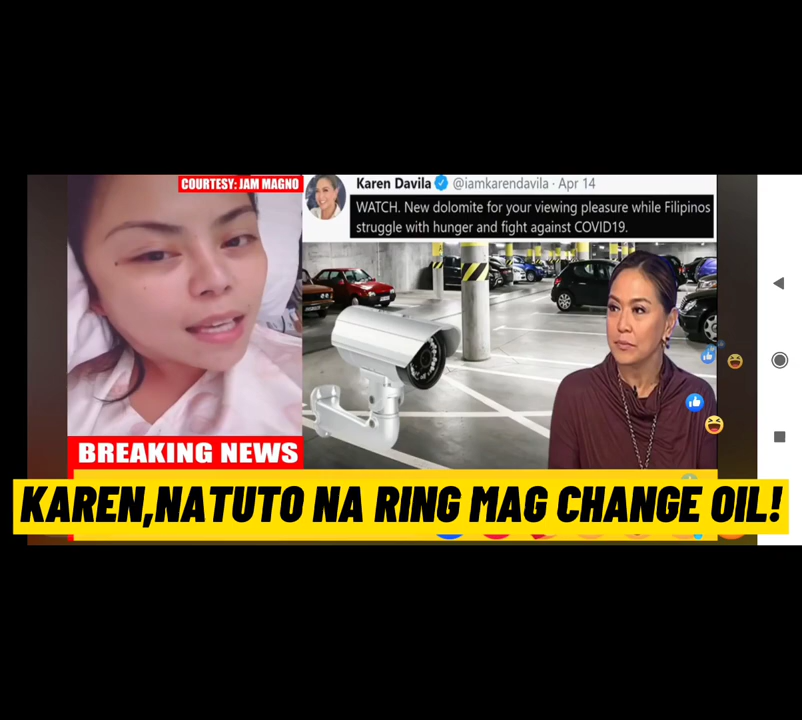 COURTESY: JAM MAGNO
Karen Davila @iamkarendavila · Apr 14
WATCH. New dolomite for your viewing pleasure while Filipinos
struggle with hunger and fight against COVID19.
BREAKING NEWS
KAREN,NATUTO NA RING MAG CHANGE OIL!